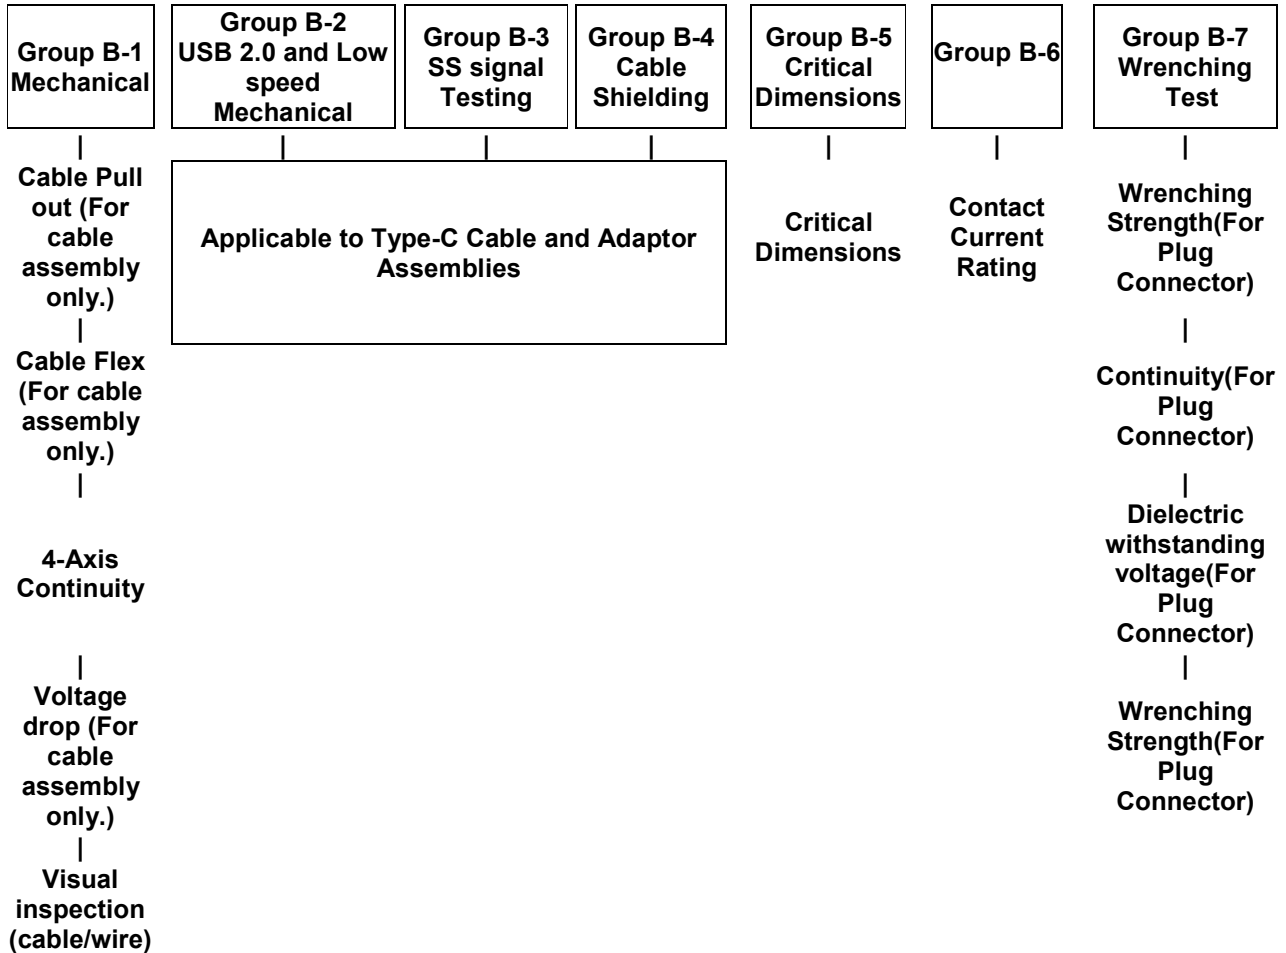 Group B-1
Mechanical
Group B-2
USB 2.0 and Low
speed
Mechanical
Group B-3
SS signal
Testing
Group B-4
Cable
Shielding
Group B-5
Critical
Dimensions
Group B-6
Group B-7
Wrenching
Test
|
Cable Pull
out (For
cable
assembly
only.)
|
Cable Flex
(For cable
assembly
only.)
|
4-Axis
Continuity
|
Voltage
drop (For
cable
assembly
only.)
|
Visual
inspection
(cable/wire)
|
|
|
Applicable to Type-C Cable and Adaptor
Assemblies
|
Critical
Dimensions
|
Contact
Current
Rating
|
Wrenching
Strength(For
Plug
Connector)
|
Continuity(For
Plug
Connector)
|
Dielectric
withstanding
voltage(For
Plug
Connector)
|
Wrenching
Strength(For
Plug
Connector)